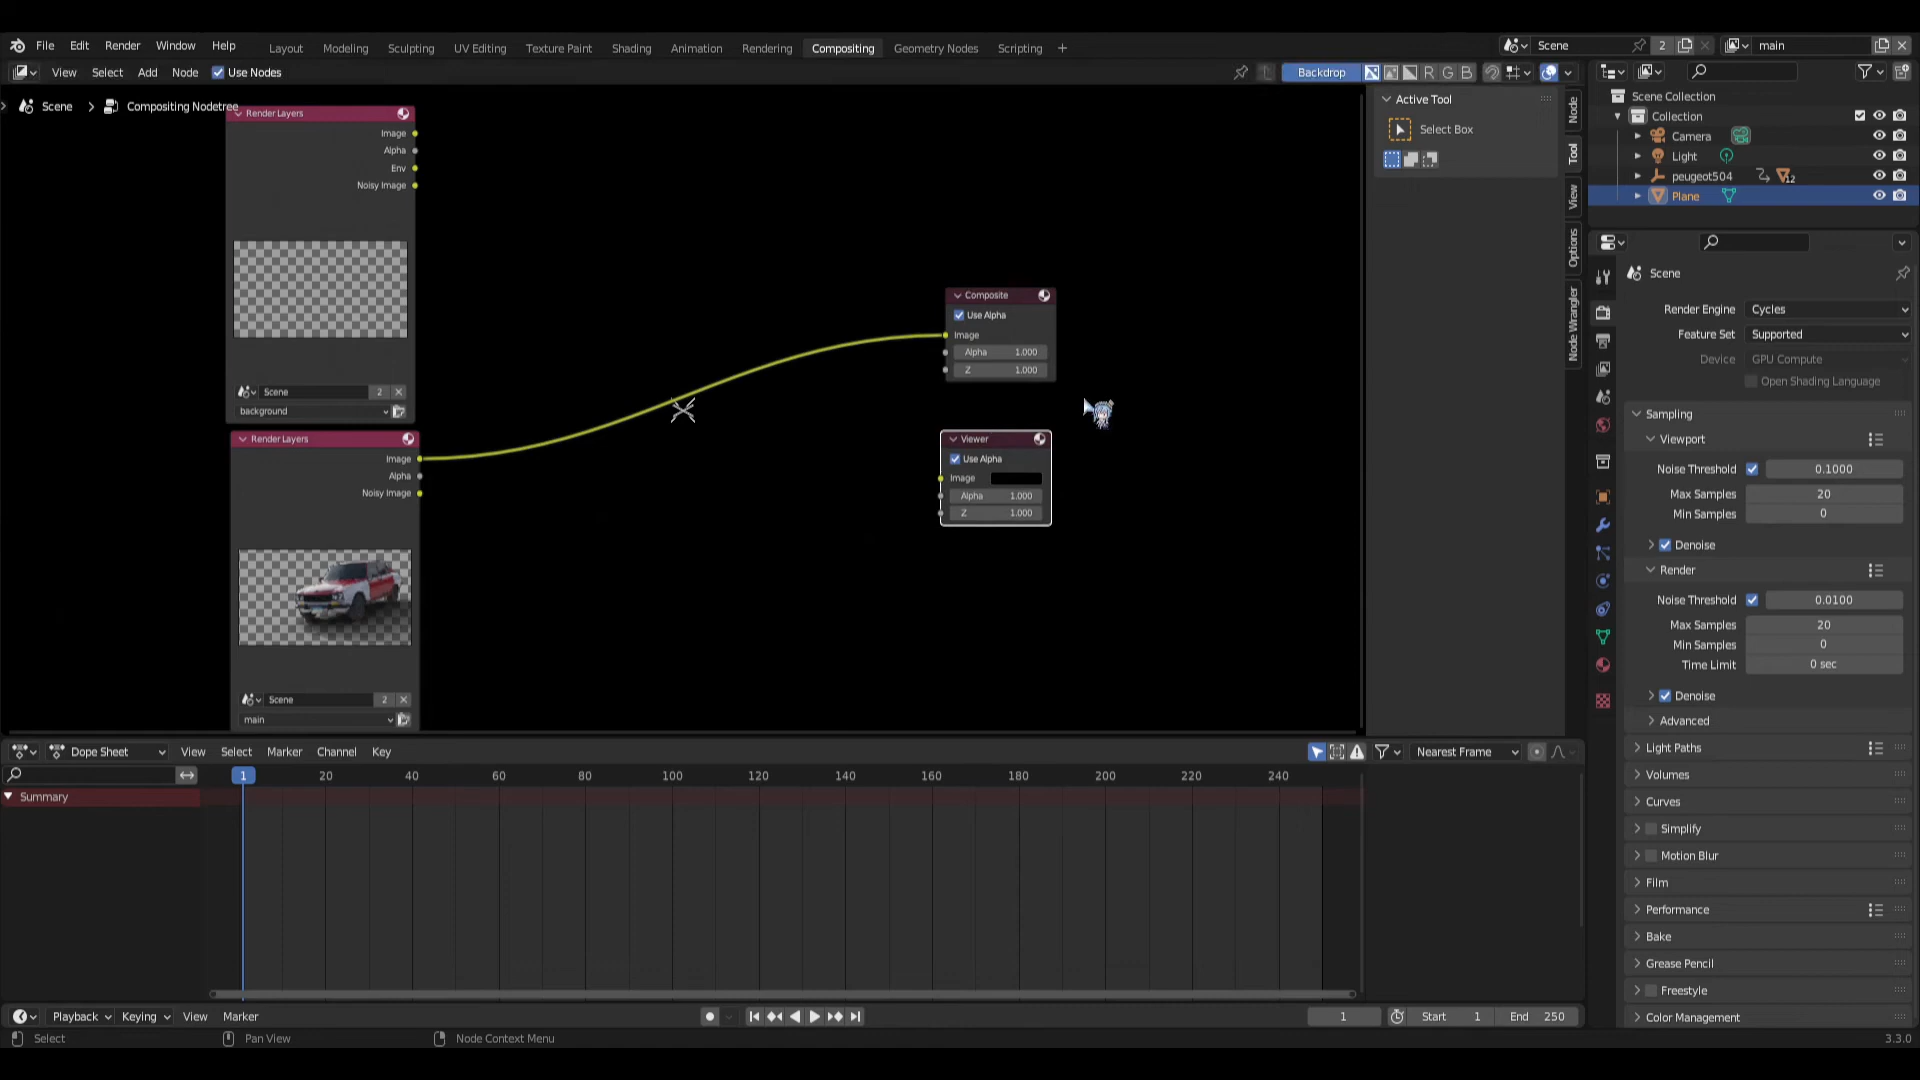 File Edit Render Window Help Layout Modeling Sculpting UV Editing Texture Paint Shading Animation Rendering Compositing Geometry Nodes Scripting + Scene 2 main
View Select Add Node Use Nodes Backdrop R G B
Scene > Compositing Nodetree
Render Layers
Image
Alpha
Env
Noisy Image
Scene 2
background
Render Layers
Image
Alpha
Noisy Image
Scene 2
main
Composite
Use Alpha
Image
Alpha 1.000
Z 1.000
Viewer
Use Alpha
Image
Alpha 1.000
Z 1.000
Active Tool
Select Box
Node
Tool
View
Options
Node Wrangler
Scene Collection
Collection
Camera
Light
peugeot504 12
Plane
Scene
Render Engine Cycles
Feature Set Supported
Device GPU Compute
Open Shading Language
Sampling
Viewport
Noise Threshold 0.1000
Max Samples 20
Min Samples 0
Denoise
Render
Noise Threshold 0.0100
Max Samples 20
Min Samples 0
Time Limit 0 sec
Denoise
Advanced
Light Paths
Volumes
Curves
Simplify
Motion Blur
Film
Performance
Bake
Grease Pencil
Freestyle
Color Management
Dope Sheet View Select Marker Channel Key Nearest Frame
1 20 40 60 80 100 120 140 160 180 200 220 240
Summary
Playback Keying View Marker 1 Start 1 End 250
Select Pan View Node Context Menu 3.3.0